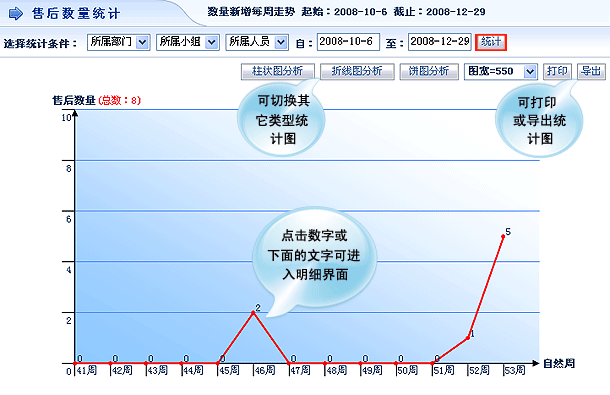 售后数量统计
数量新增每周走势 起始：2008-10-6 截止：2008-12-29
选择统计条件： 所属部门 所属小组 所属人员 自： 2008-10-6 至： 2008-12-29 统计
柱状图分析 折线图分析 饼图分析 图宽=550 打印 导出
可切换其
它类型统
计图
可打印
或导出统
计图
售后数量 (总数：8)
10
8
6
4
2
0
点击数字或
下面的文字可进
入明细界面
0 0 0 0 0 2 0 0 0 0 0 1 5
41周 42周 43周 44周 45周 46周 47周 48周 49周 50周 51周 52周 53周
自然周